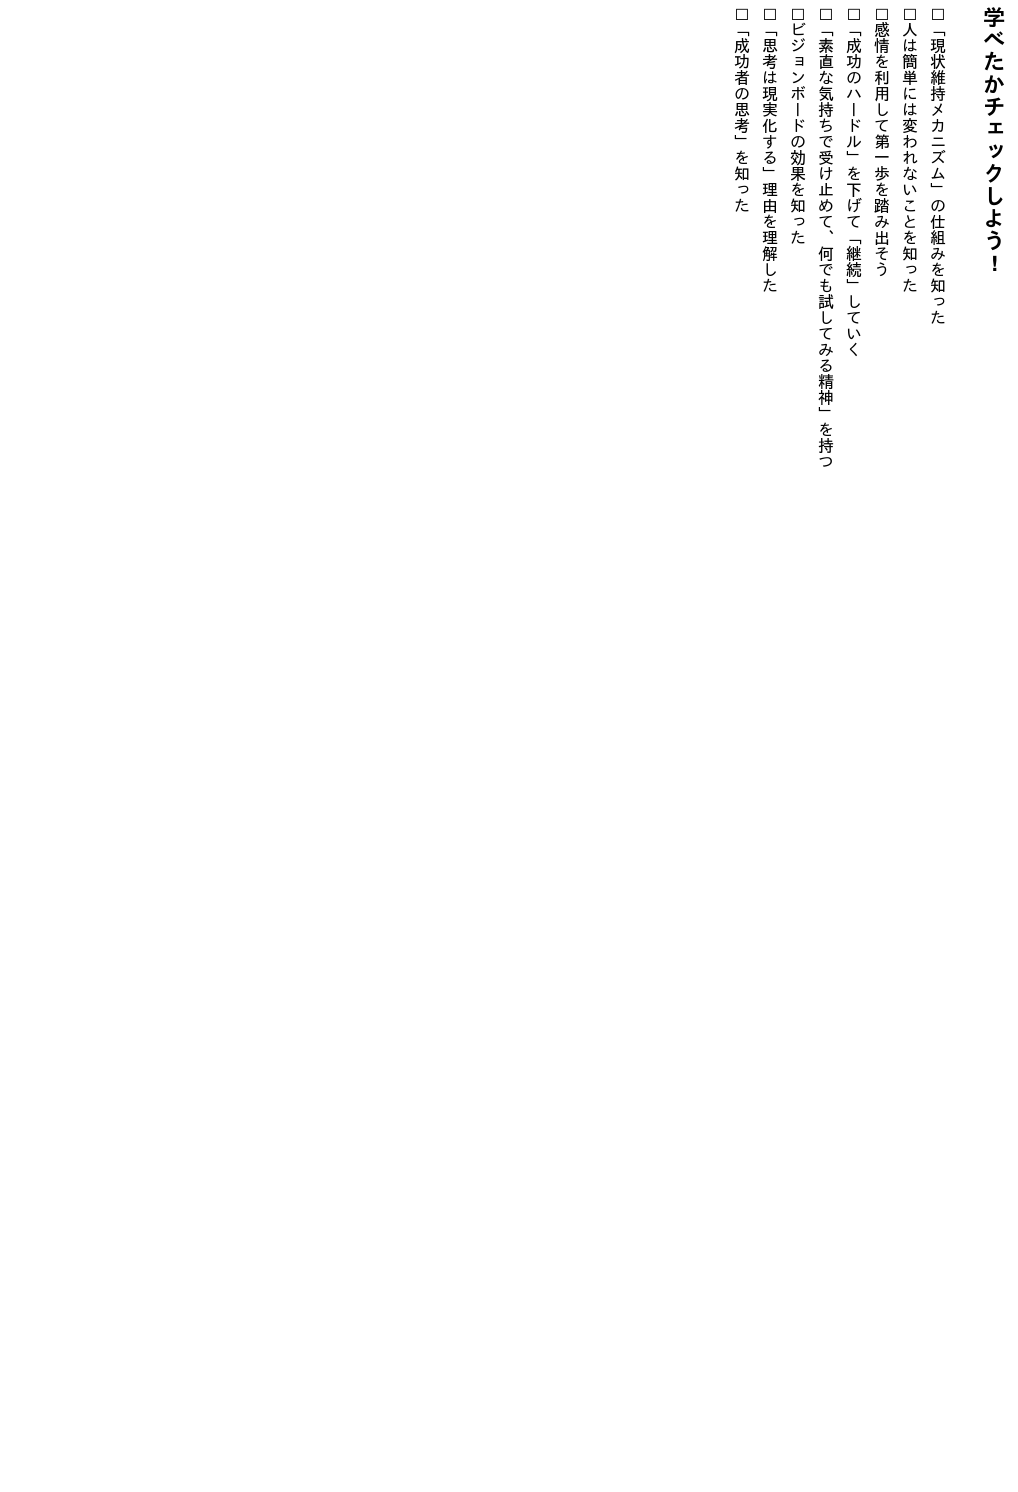 学べたかチェックしよう！
□「現状維持メカニズム」の仕組みを知った
□人は簡単には変われないことを知った
□感情を利用して第一歩を踏み出そう
□「成功のハードル」を下げて「継続」していく
□「素直な気持ちで受け止めて、何でも試してみる精神」を持つ
□ビジョンボードの効果を知った
□「思考は現実化する」理由を理解した
□「成功者の思考」を知った